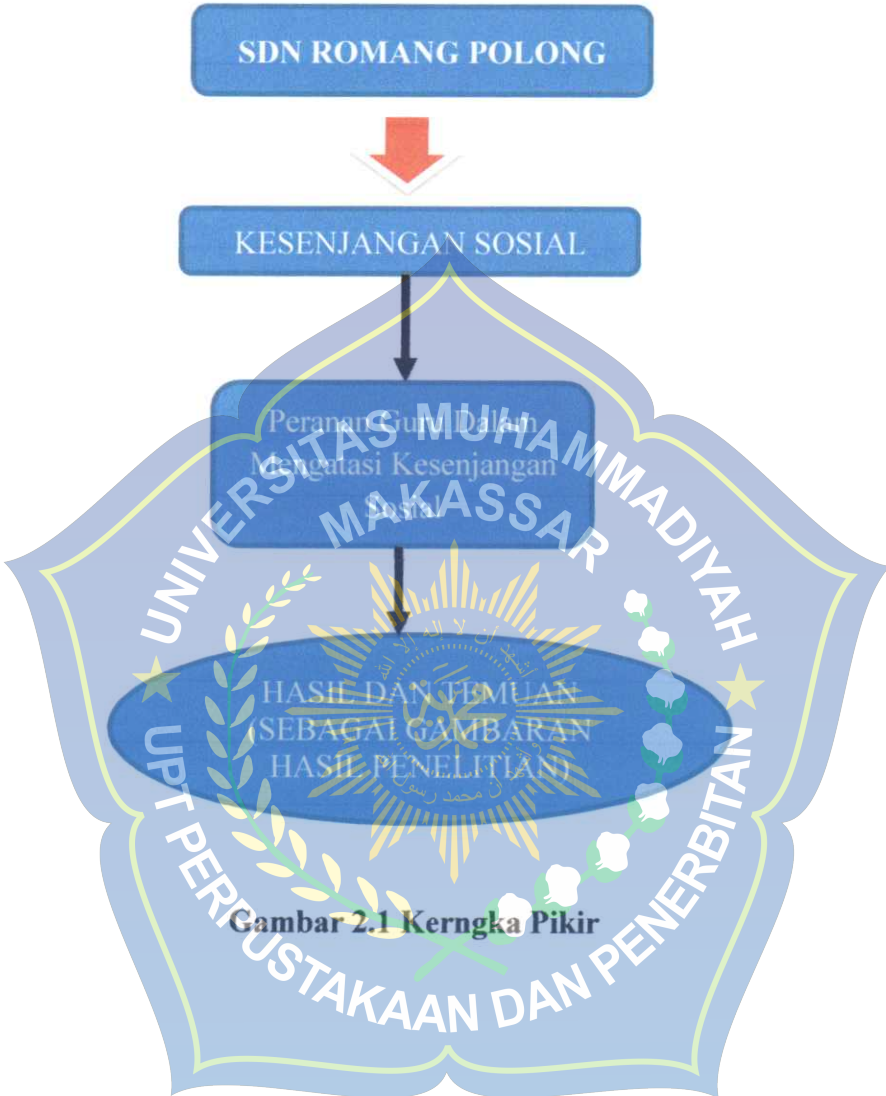 SDN ROMANG POLONG
KESENJANGAN SOSIAL
Peranan Guru Dalam
Mengatasi Kesenjangan
Sosial
HASIL DAN TEMUAN
(SEBAGAI GAMBARAN
HASIL PENELITIAN)
Gambar 2.1 Kerngka Pikir
UNIVERSITAS MUHAMMADIYAH
MAKASSAR
UPT PERPUSTAKAAN DAN PENERBITAN